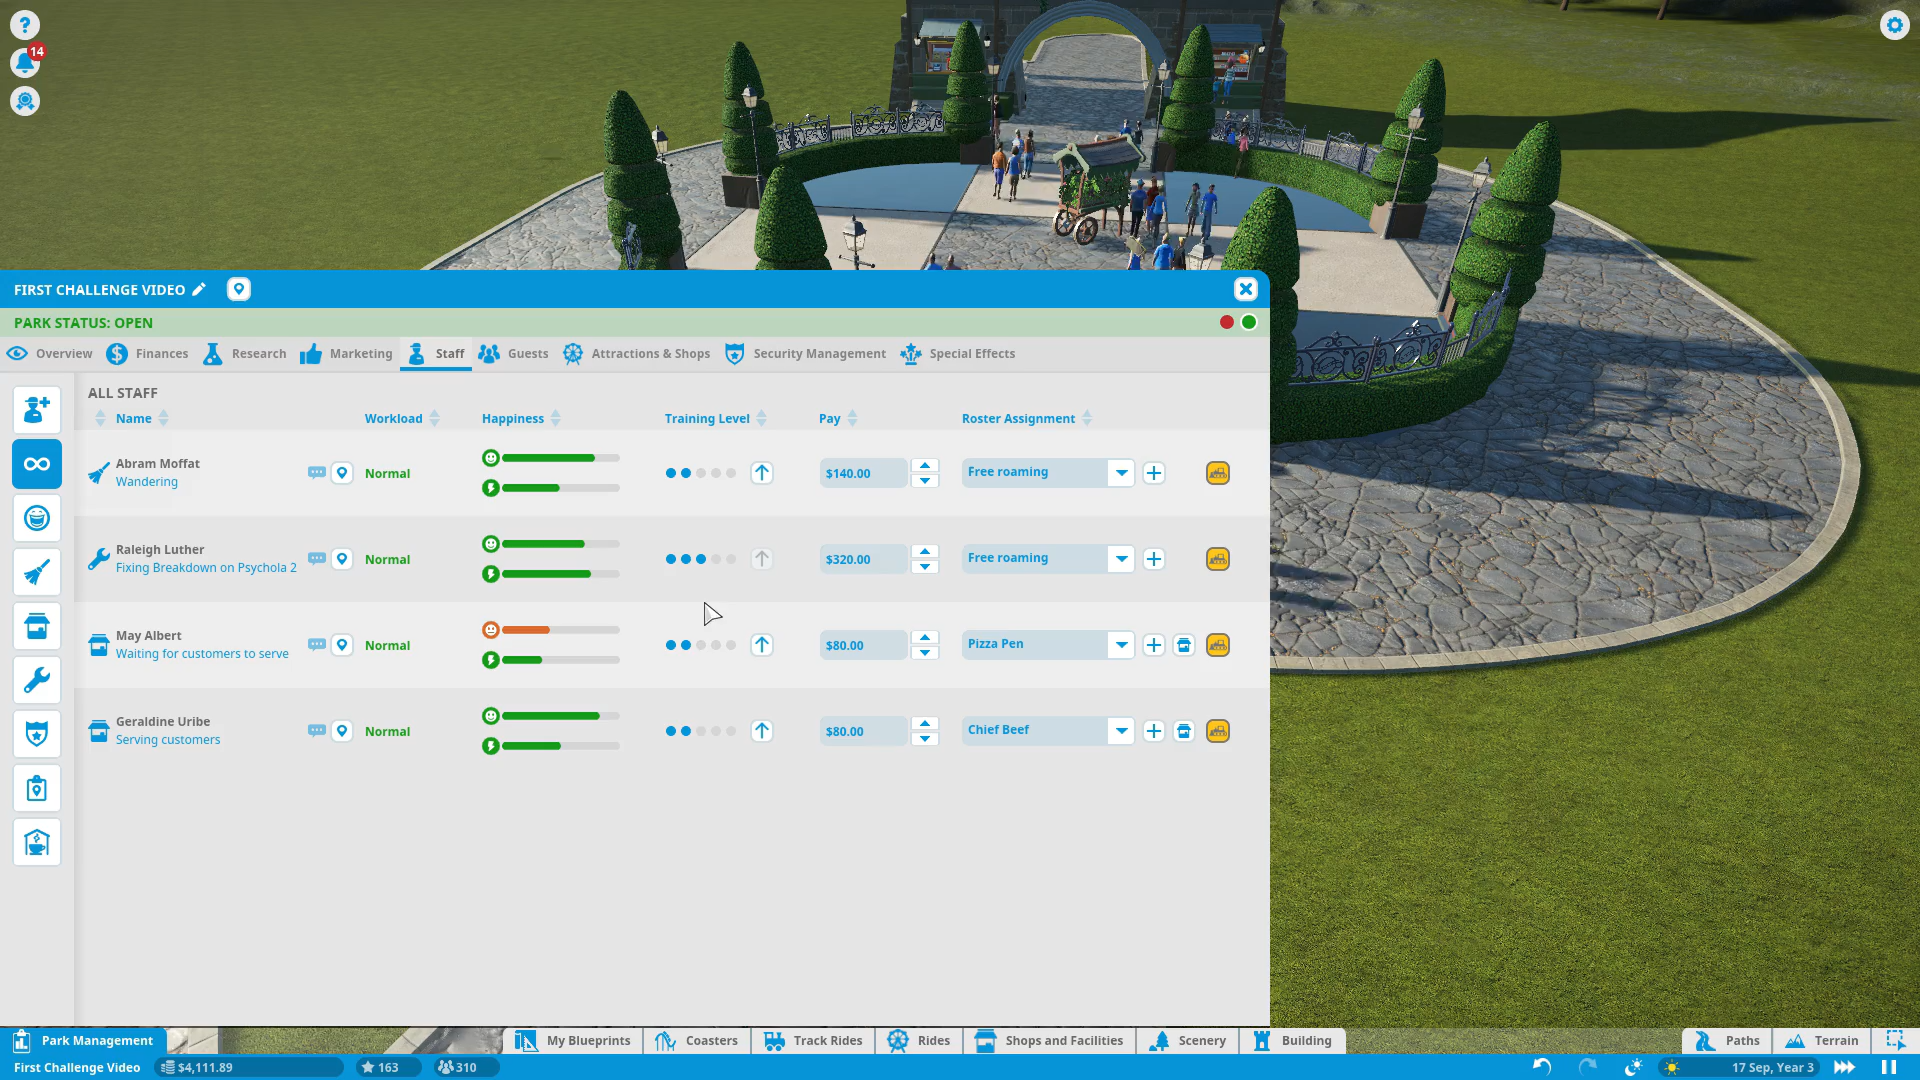 ?
14
FIRST CHALLENGE VIDEO
PARK STATUS: OPEN
Overview Finances Research Marketing Staff Guests Attractions & Shops Security Management Special Effects
ALL STAFF
Name Workload Happiness Training Level Pay Roster Assignment
Abram Moffat
Wandering
Normal
$140.00
Free roaming
Raleigh Luther
Fixing Breakdown on Psychola 2
Normal
$320.00
Free roaming
May Albert
Waiting for customers to serve
Normal
$80.00
Pizza Pen
Geraldine Uribe
Serving customers
Normal
$80.00
Chief Beef
Park Management My Blueprints Coasters Track Rides Rides Shops and Facilities Scenery Building Paths Terrain
First Challenge Video $4,111.89 163 310 17 Sep, Year 3